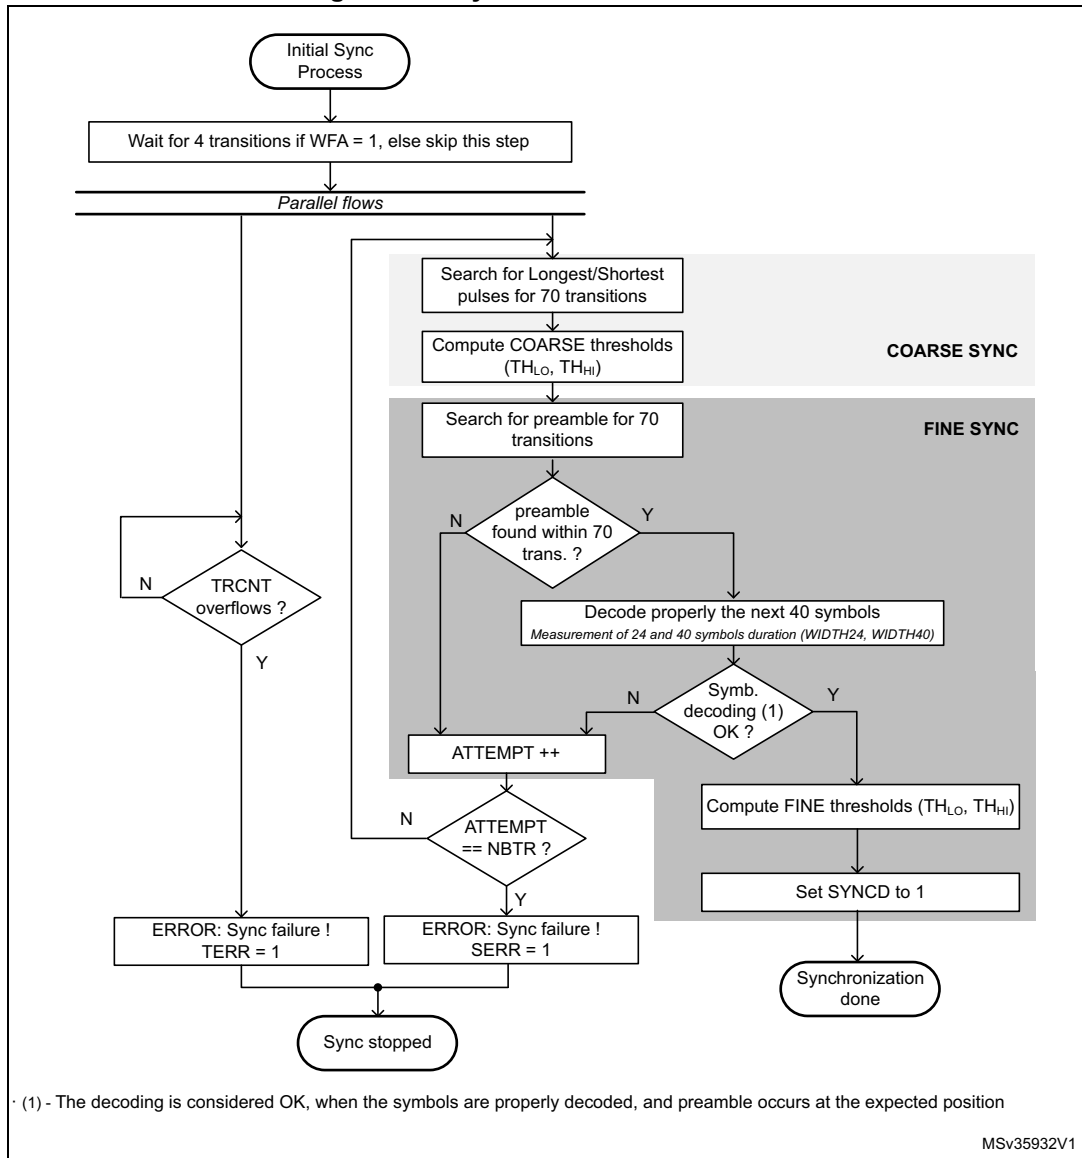 Initial Sync
Process
Wait for 4 transitions if WFA = 1, else skip this step
Parallel flows
Search for Longest/Shortest
pulses for 70 transitions
Compute COARSE thresholds
(THLO, THHI)
COARSE SYNC
Search for preamble for 70
transitions
FINE SYNC
preamble
found within 70
trans. ?
N
Y
TRCNT
overflows ?
N
Y
Decode properly the next 40 symbols
Measurement of 24 and 40 symbols duration (WIDTH24, WIDTH40)
Symb.
decoding (1)
OK ?
N
Y
ATTEMPT ++
Compute FINE thresholds (THLO, THHI)
ATTEMPT
== NBTR ?
N
Y
Set SYNCD to 1
ERROR: Sync failure !
TERR = 1
ERROR: Sync failure !
SERR = 1
Synchronization
done
Sync stopped
(1) - The decoding is considered OK, when the symbols are properly decoded, and preamble occurs at the expected position
MSv35932V1